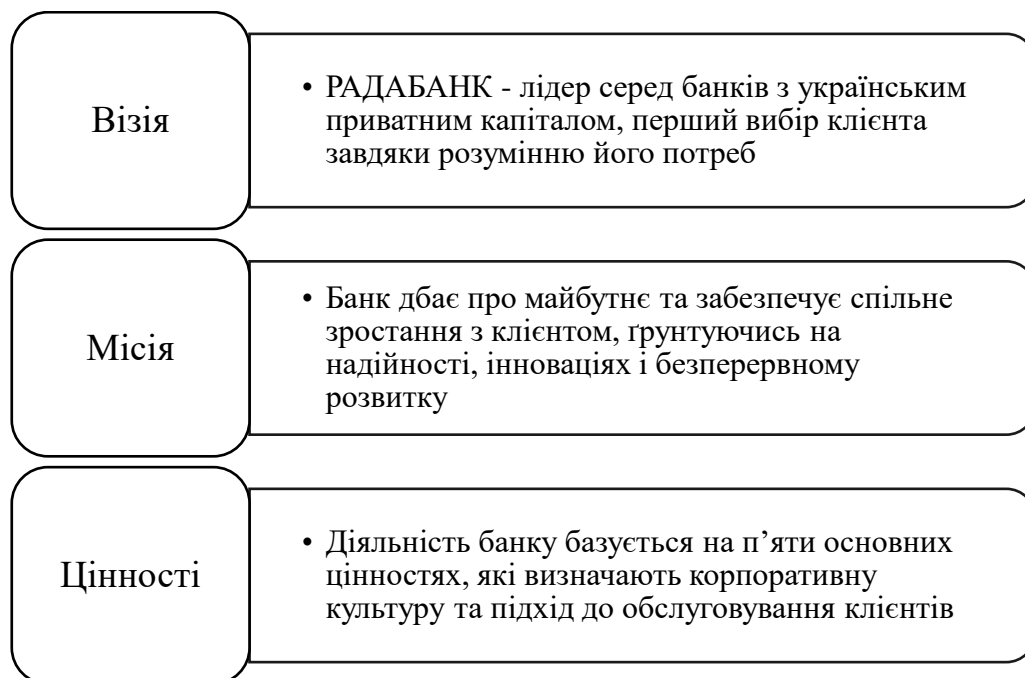 Візія
• РАДАБАНК - лідер серед банків з українським
приватним капіталом, перший вибір клієнта
завдяки розумінню його потреб
Місія
• Банк дбає про майбутнє та забезпечує спільне
зростання з клієнтом, ґрунтуючись на
надійності, інноваціях і безперервному
розвитку
Цінності
• Діяльність банку базується на п’яти основних
цінностях, які визначають корпоративну
культуру та підхід до обслуговування клієнтів